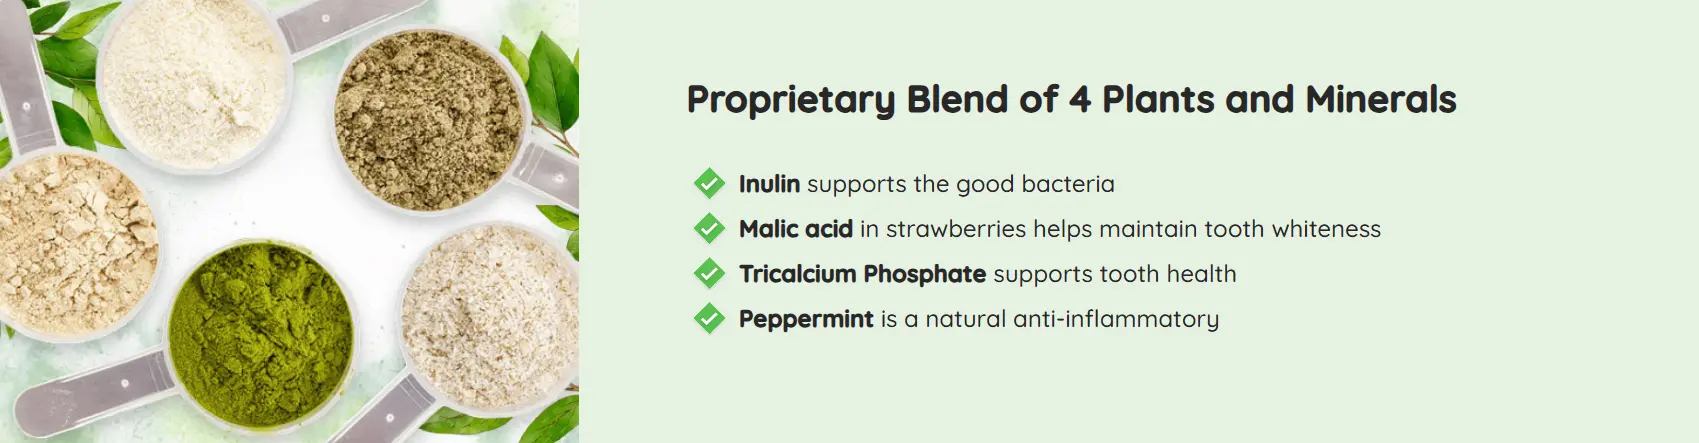 Proprietary Blend of 4 Plants and Minerals
Inulin supports the good bacteria
Malic acid in strawberries helps maintain tooth whiteness
Tricalcium Phosphate supports tooth health
Peppermint is a natural anti-inflammatory